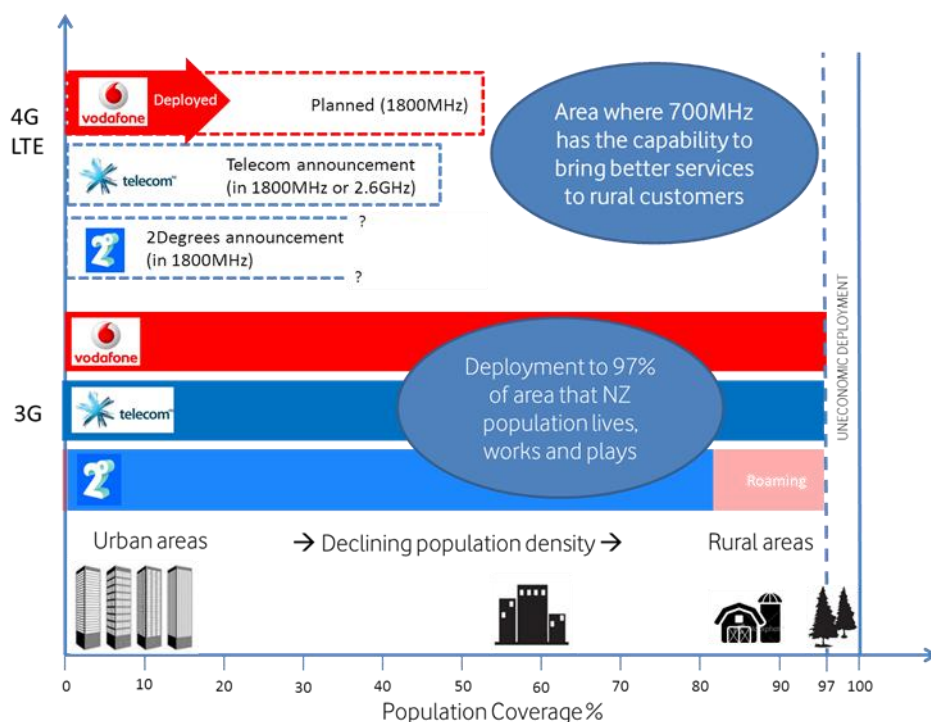 4G
LTE
vodafone
Deployed
Planned (1800MHz)
telecom
Telecom announcement
(in 1800MHz or 2.6GHz)
2°
2Degrees announcement
(in 1800MHz)
?
?
Area where 700MHz
has the capability to
bring better services
to rural customers
3G
vodafone
telecom
2°
Deployment to 97%
of area that NZ
population lives,
works and plays
Roaming
UNECONOMIC DEPLOYMENT
Urban areas
→ Declining population density →
Rural areas
0 10 20 30 40 50 60 70 80 90 97 100
Population Coverage %